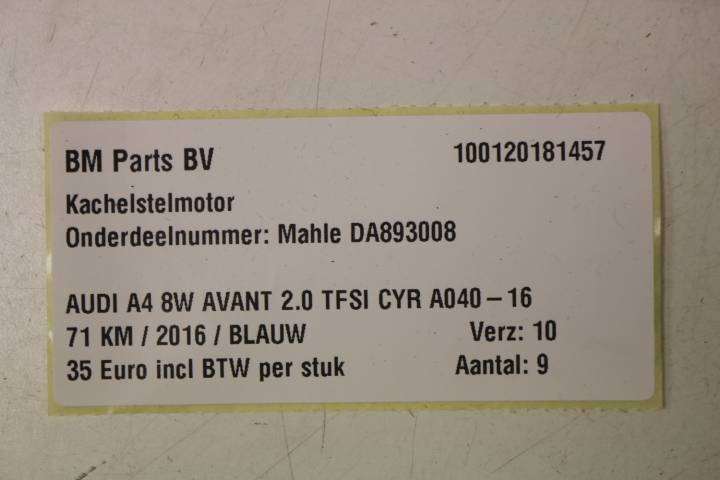 BM Parts BV 100120181457
Kachelstelmotor
Onderdeelnummer: Mahle DA893008
AUDI A4 8W AVANT 2.0 TFSI CYR A040-16
71 KM / 2016 / BLAUW Verz: 10
35 Euro incl BTW per stuk Aantal: 9